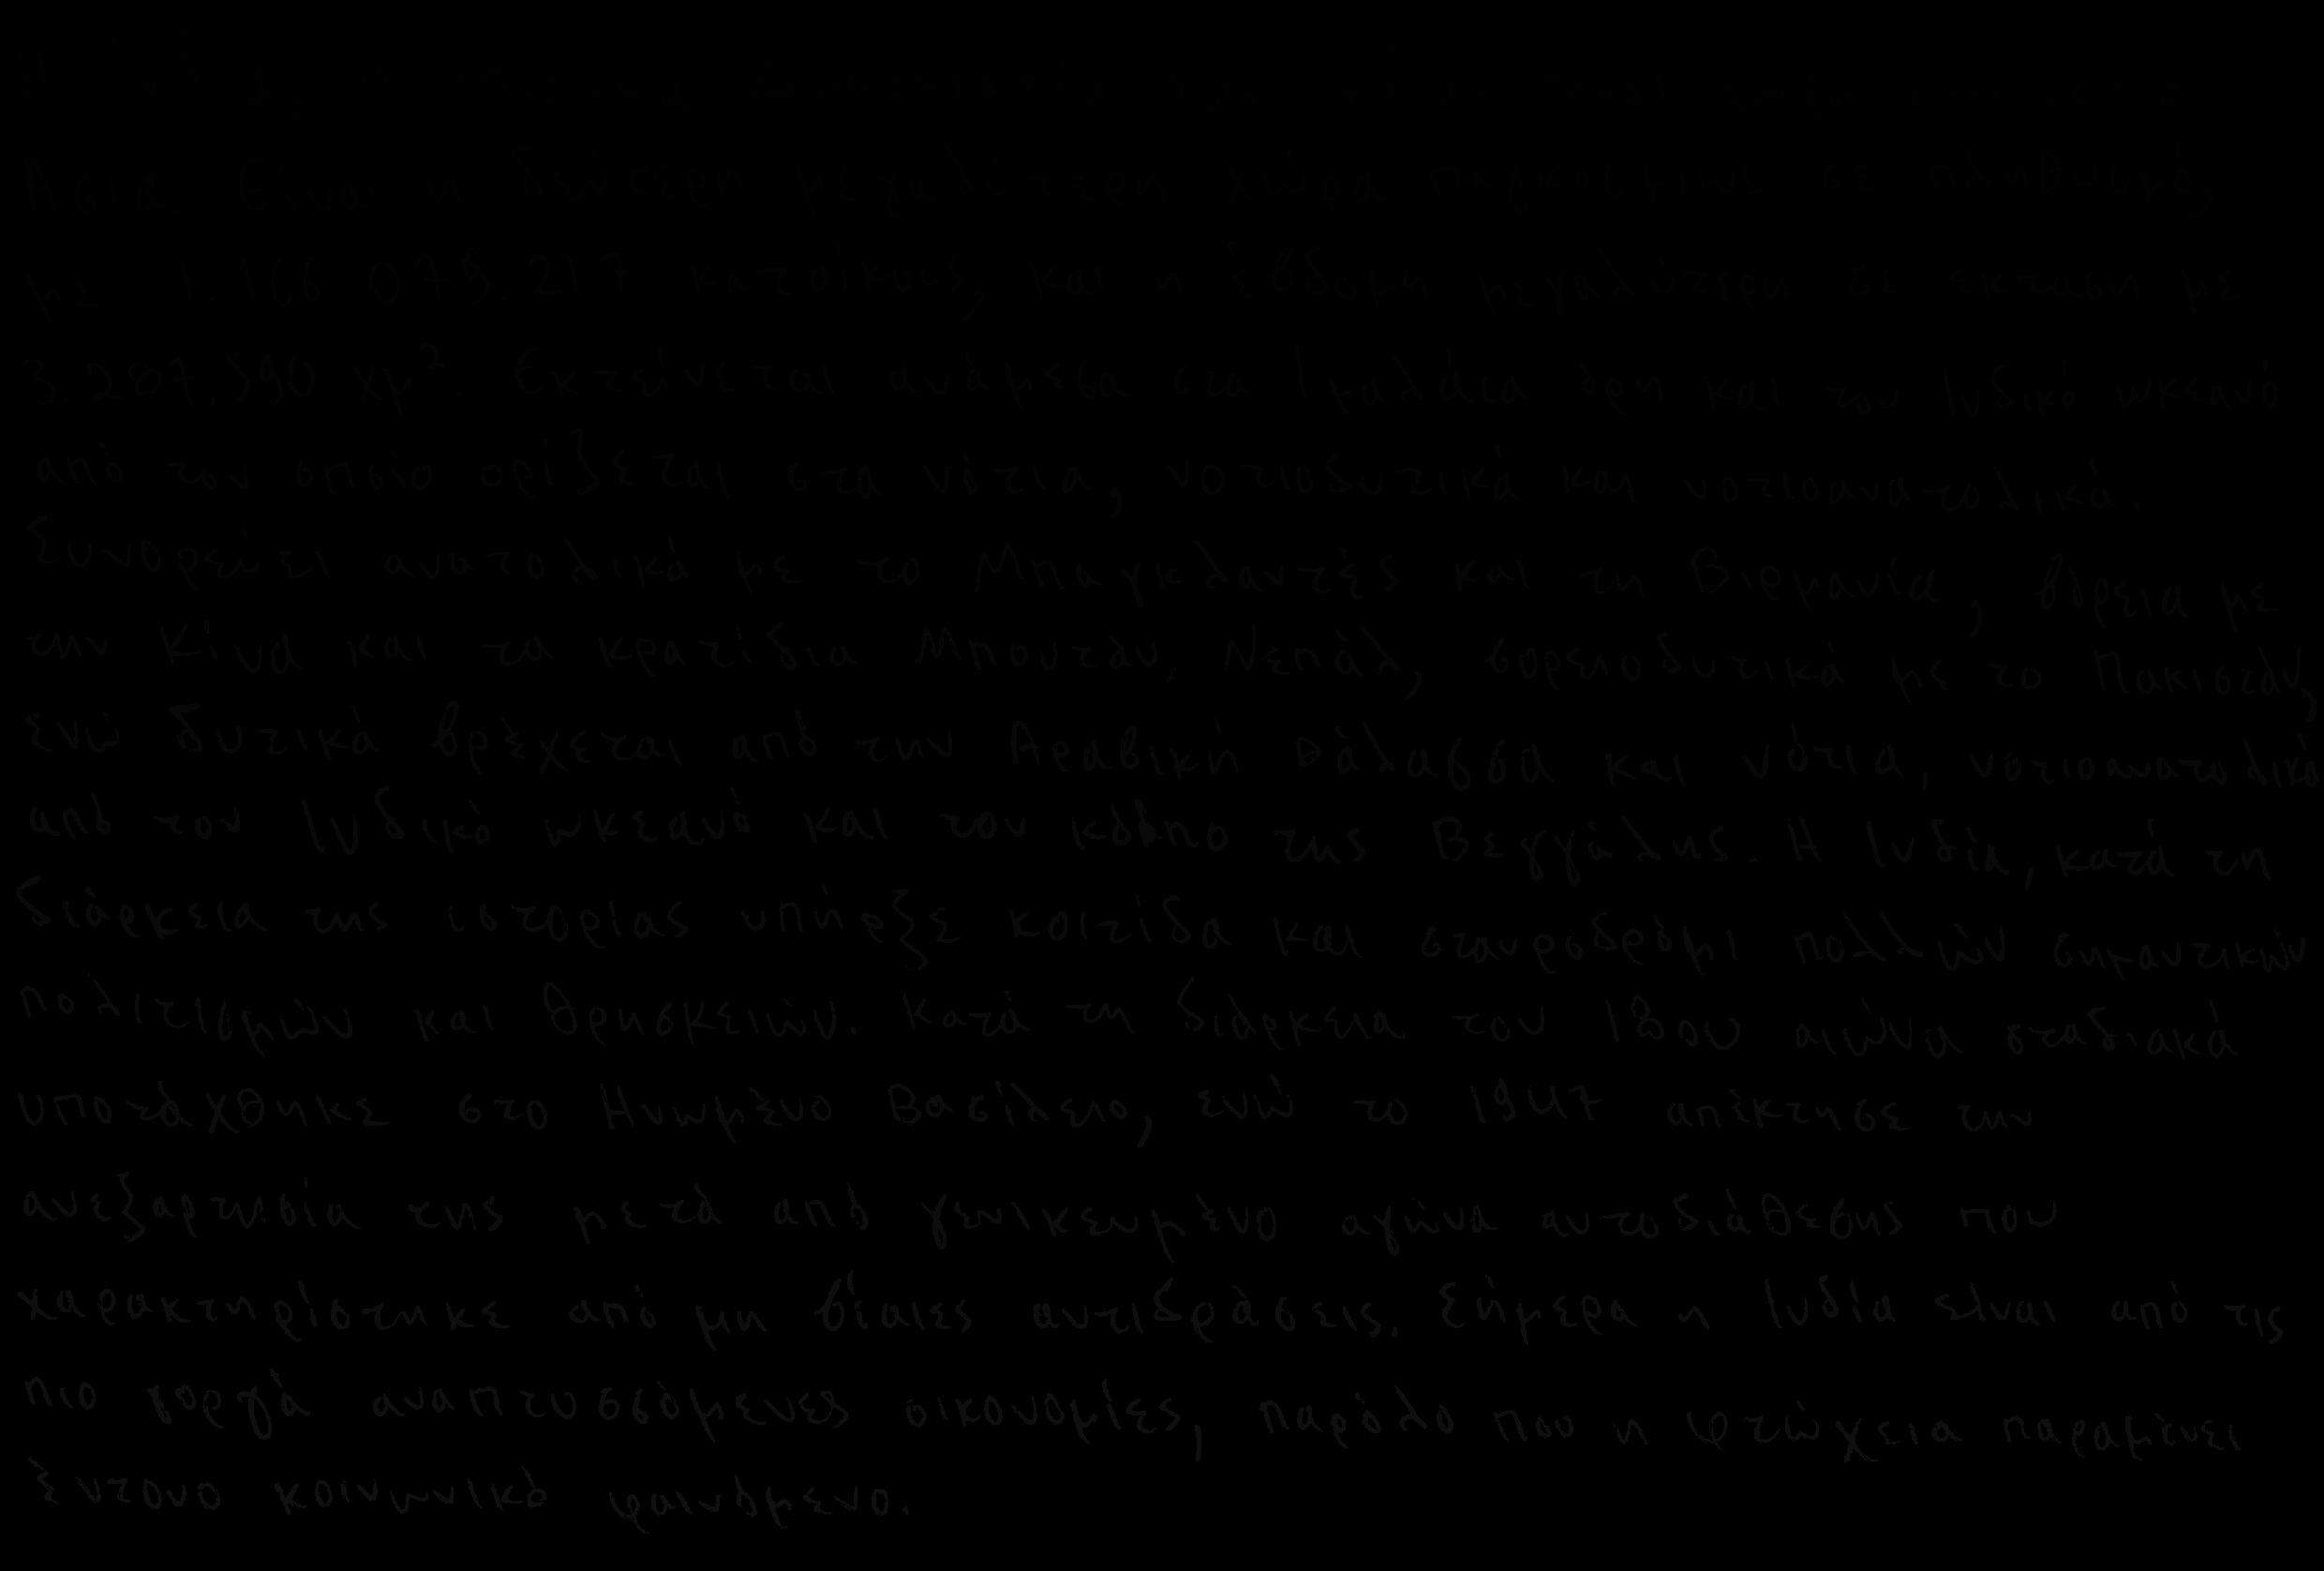 Ασία. Είναι η δεύτερη μεγαλύτερη χώρα παγκοσμίως σε πληθυσμό,
με 1.166.079.217 κατοίκους, και η έβδομη μεγαλύτερη σε έκταση με
3.287.590 χμ². Εκτείνεται ανάμεσα στα Ιμαλάια όρη και τον Ινδικό ωκεανό
από τον οποίο ορίζεται στα νότια, νοτιοδυτικά και νοτιοανατολικά.
Συνορεύει ανατολικά με το Μπαγκλαντές και τη Βιρμανία, βόρεια με
την Κίνα και τα κρατίδια Μπουτάν, Νεπάλ, βορειοδυτικά με το Πακιστάν,
ενώ δυτικά βρέχεται από την Αραβική θάλασσα και νότια, νοτιοανατολικά
από τον Ινδικό ωκεανό και τον κόλπο της Βεγγάλης. Η Ινδία, κατά τη
διάρκεια της ιστορίας υπήρξε κοιτίδα και σταυροδρόμι πολλών σημαντικών
πολιτισμών και θρησκειών. Κατά τη διάρκεια του 18ου αιώνα σταδιακά
υποτάχθηκε στο Ηνωμένο Βασίλειο, ενώ το 1947 απέκτησε την
ανεξαρτησία της μετά από γενικευμένο αγώνα αυτοδιάθεσης που
χαρακτηρίστηκε από μη βίαιες αντιδράσεις. Σήμερα η Ινδία είναι από τις
πιο γοργά αναπτυσσόμενες οικονομίες, παρόλο που η φτώχεια παραμένει
έντονο κοινωνικό φαινόμενο.